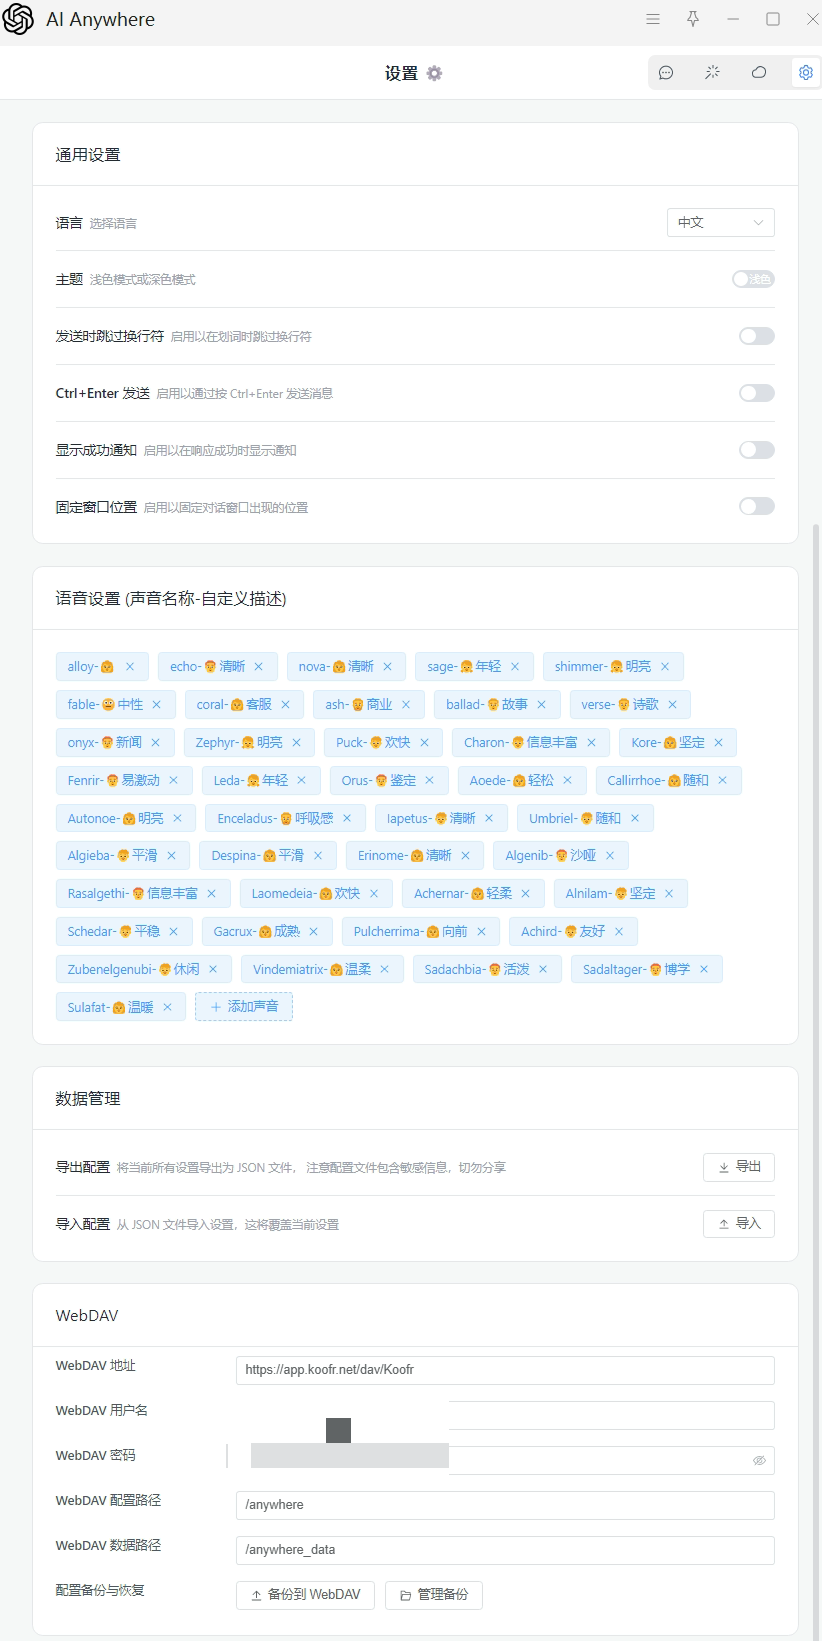 AI Anywhere
设置
通用设置
语言 选择语言 中文
主题 浅色模式或深色模式 浅色
发送时跳过换行符 启用以在划词时跳过换行符
Ctrl+Enter 发送 启用以通过按 Ctrl+Enter 发送消息
显示成功通知 启用以在响应成功时显示通知
固定窗口位置 启用以固定对话窗口出现的位置
语音设置 (声音名称-自定义描述)
alloy-👩 × echo-👨清晰 × nova-👩清晰 × sage-👧年轻 × shimmer-👧明亮 ×
fable-😐中性 × coral-👩客服 × ash-👨商业 × ballad-👨故事 × verse-👨诗歌 ×
onyx-👨新闻 × Zephyr-👧明亮 × Puck-👦欢快 × Charon-👨信息丰富 × Kore-👩坚定 ×
Fenrir-👨易激动 × Leda-👧年轻 × Orus-👨鉴定 × Aoede-👩轻松 × Callirrhoe-👩随和 ×
Autonoe-👩明亮 × Enceladus-👨呼吸感 × Iapetus-👦清晰 × Umbriel-👦随和 ×
Algieba-👦平滑 × Despina-👩平滑 × Erinome-👩清晰 × Algenib-👨沙哑 ×
Rasalgethi-👨信息丰富 × Laomedeia-👩欢快 × Achernar-👩轻柔 × Alnilam-👦坚定 ×
Schedar-👦平稳 × Gacrux-👩成熟 × Pulcherrima-👩向前 × Achird-👦友好 ×
Zubenelgenubi-👦休闲 × Vindemiatrix-👩温柔 × Sadachbia-👨活泼 × Sadaltager-👨博学 ×
Sulafat-👩温暖 × + 添加声音
数据管理
导出配置 将当前所有设置导出为 JSON 文件， 注意配置文件包含敏感信息，切勿分享 导出
导入配置 从 JSON 文件导入设置，这将覆盖当前设置 导入
WebDAV
WebDAV 地址 https://app.koofr.net/dav/Koofr
WebDAV 用户名
WebDAV 密码
WebDAV 配置路径 /anywhere
WebDAV 数据路径 /anywhere_data
配置备份与恢复 备份到 WebDAV 管理备份